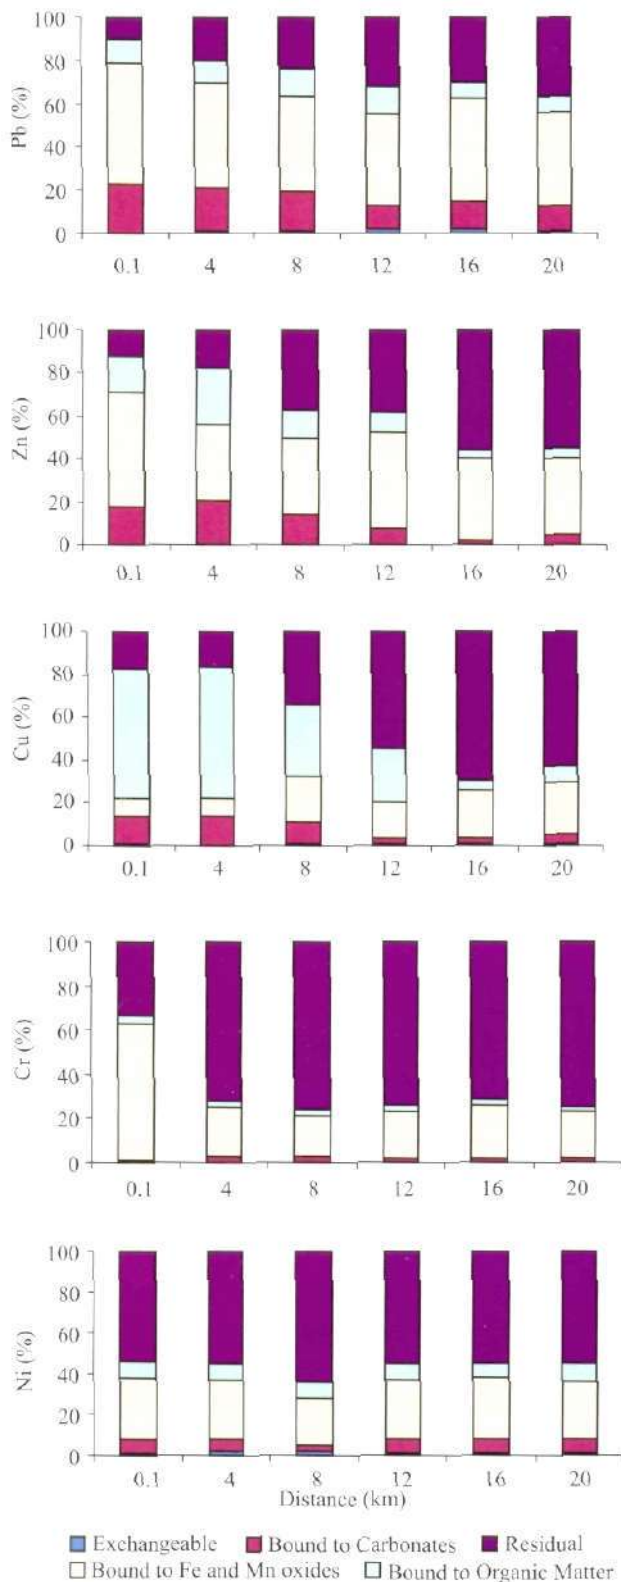 100
80
60
40
20
0
Pb (%)
0.1 4 8 12 16 20
100
80
60
40
20
0
Zn (%)
0.1 4 8 12 16 20
100
80
60
40
20
0
Cu (%)
0.1 4 8 12 16 20
100
80
60
40
20
0
Cr (%)
0.1 4 8 12 16 20
100
80
60
40
20
0
Ni (%)
0.1 4 8 12 16 20
Distance (km)
Exchangeable Bound to Carbonates Residual
Bound to Fe and Mn oxides Bound to Organic Matter